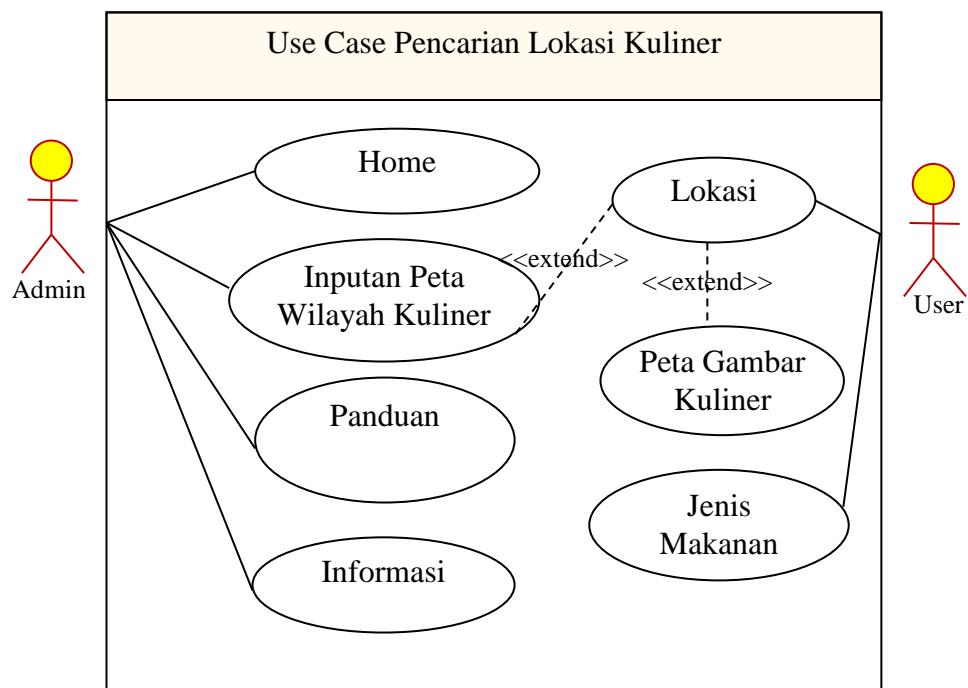 Use Case Pencarian Lokasi Kuliner
Home
Lokasi
<<extend>>
Inputan Peta
Wilayah Kuliner
<<extend>>
Admin
User
Peta Gambar
Kuliner
Panduan
Jenis
Makanan
Informasi